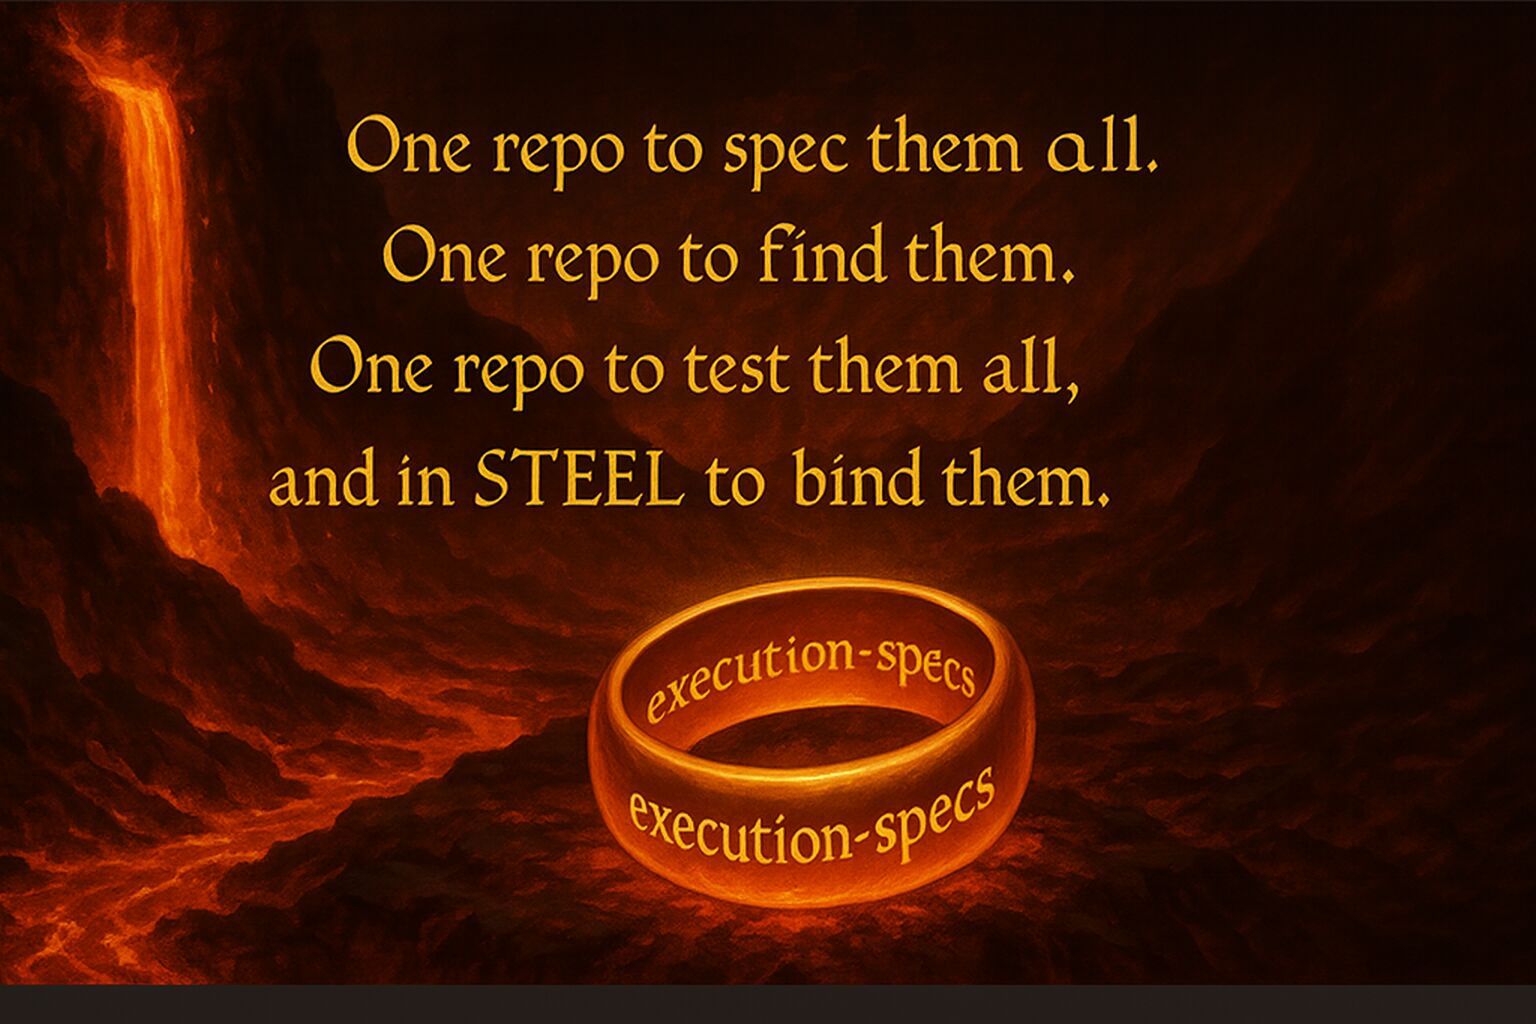 One repo to spec them all.
One repo to find them.
One repo to test them all,
and in STEEL to bind them.
execution-specs
execution-specs